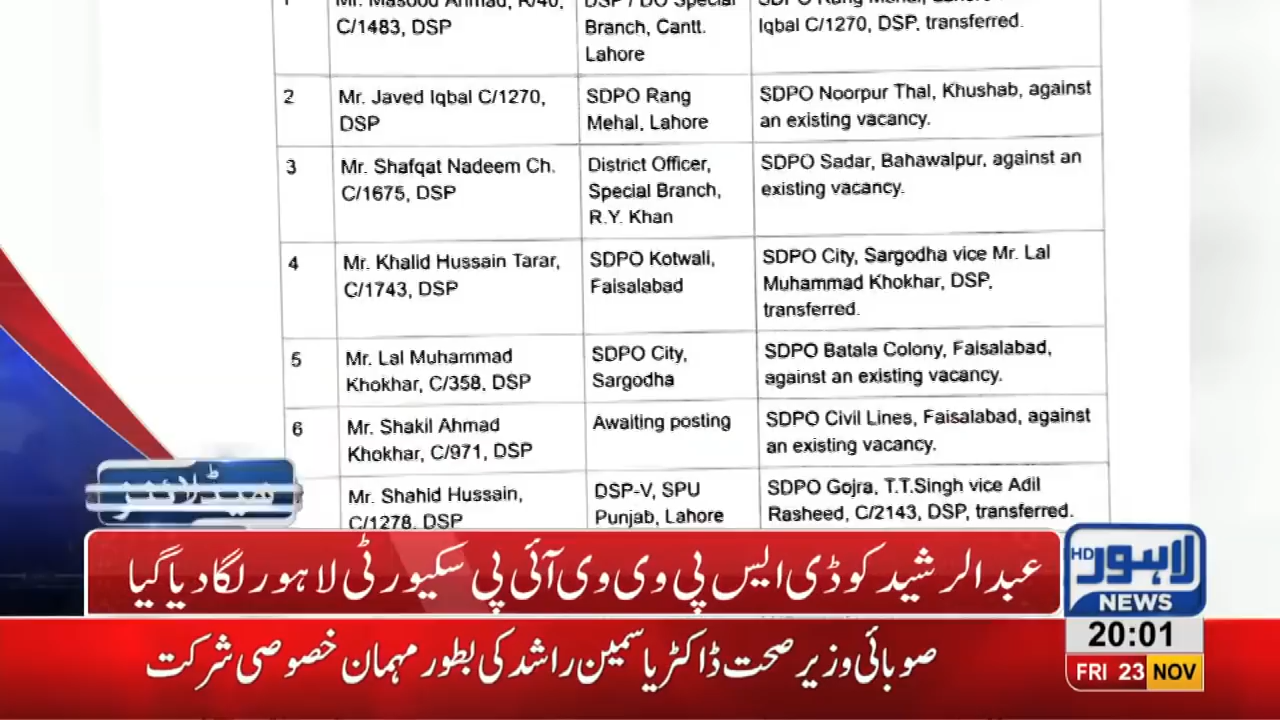 1
Mr. Masood Ahmad, R/40,
C/1483, DSP
DSP / DO Special
Branch, Cantt.
Lahore
SDPO Rang Mehal, Lahore
Iqbal C/1270, DSP, transferred.
2
Mr. Javed Iqbal C/1270,
DSP
SDPO Rang
Mehal, Lahore
SDPO Noorpur Thal, Khushab, against
an existing vacancy.
3
Mr. Shafqat Nadeem Ch.
C/1675, DSP
District Officer,
Special Branch,
R.Y. Khan
SDPO Sadar, Bahawalpur, against an
existing vacancy.
4
Mr. Khalid Hussain Tarar,
C/1743, DSP
SDPO Kotwali,
Faisalabad
SDPO City, Sargodha vice Mr. Lal
Muhammad Khokhar, DSP,
transferred.
5
Mr. Lal Muhammad
Khokhar, C/358, DSP
SDPO City,
Sargodha
SDPO Batala Colony, Faisalabad,
against an existing vacancy.
6
Mr. Shakil Ahmad
Khokhar, C/971, DSP
Awaiting posting
SDPO Civil Lines, Faisalabad, against
an existing vacancy.
Mr. Shahid Hussain,
C/1278, DSP
DSP-V, SPU
Punjab, Lahore
SDPO Gojra, T.T.Singh vice Adil
Rasheed, C/2143, DSP, transferred.
ہیڈلائنز
عبدالرشید کو ڈی ایس پی وی وی آئی پی سکیورٹی لاہور لگا دیا گیا
صوبائی وزیر صحت ڈاکٹر یاسمین راشد کی بطور مہمان خصوصی شرکت
HD
لاہور
NEWS
20:01
FRI 23 NOV